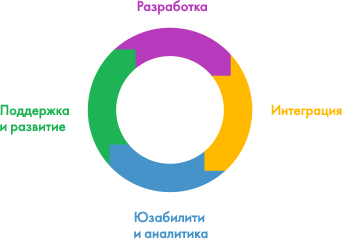 Разработка
Интеграция
Юзабилити
и аналитика
Поддержка
и развитие